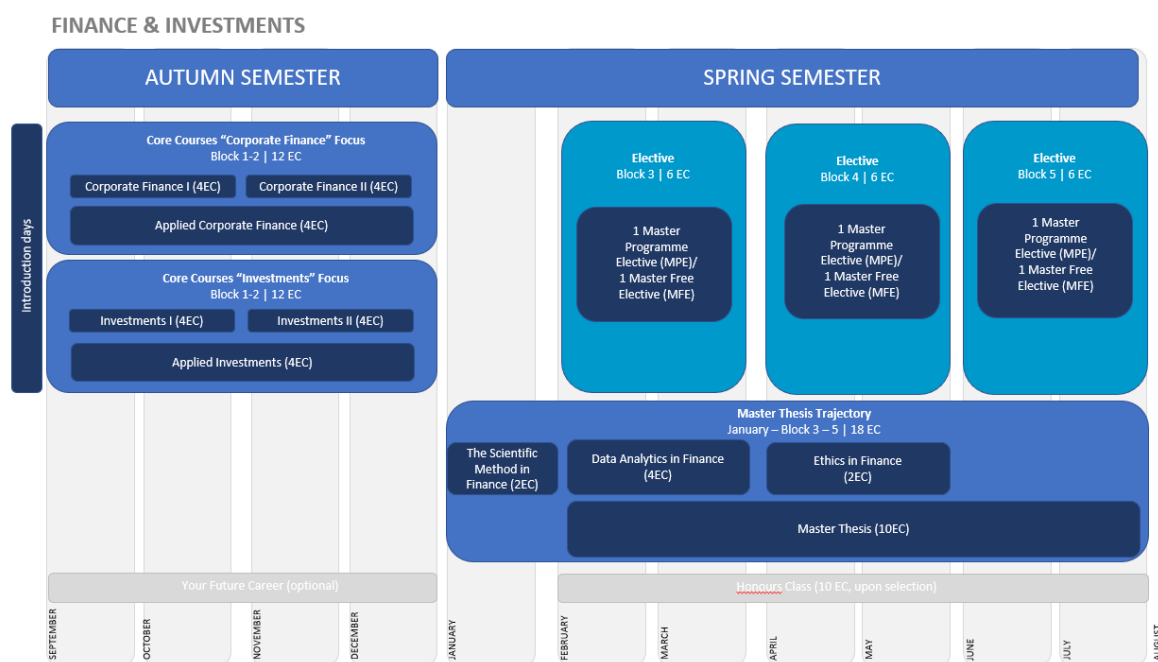 FINANCE & INVESTMENTS
AUTUMN SEMESTER
SPRING SEMESTER
Introduction days
Core Courses “Corporate Finance” Focus
Block 1-2 | 12 EC
Corporate Finance I (4EC)
Corporate Finance II (4EC)
Applied Corporate Finance (4EC)
Core Courses “Investments” Focus
Block 1-2 | 12 EC
Investments I (4EC)
Investments II (4EC)
Applied Investments (4EC)
Elective
Block 3 | 6 EC
1 Master
Programme
Elective (MPE)/
1 Master Free
Elective (MFE)
Elective
Block 4 | 6 EC
1 Master
Programme
Elective (MPE)/
1 Master Free
Elective (MFE)
Elective
Block 5 | 6 EC
1 Master
Programme
Elective (MPE)/
1 Master Free
Elective (MFE)
Master Thesis Trajectory
January – Block 3 – 5 | 18 EC
The Scientific
Method in
Finance (2EC)
Data Analytics in Finance
(4EC)
Ethics in Finance
(2EC)
Master Thesis (10EC)
Your Future Career (optional)
Honours Class (10 EC, upon selection)
SEPTEMBER
OCTOBER
NOVEMBER
DECEMBER
JANUARY
FEBRUARY
MARCH
APRIL
MAY
JUNE
JULY
AUGUST